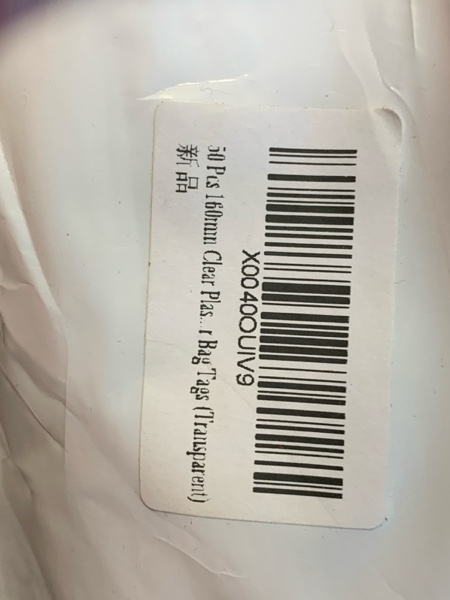 X0040OUIV9
50 Pcs 160mm Clear Plas...r Bag Tags (Transparent)
新品